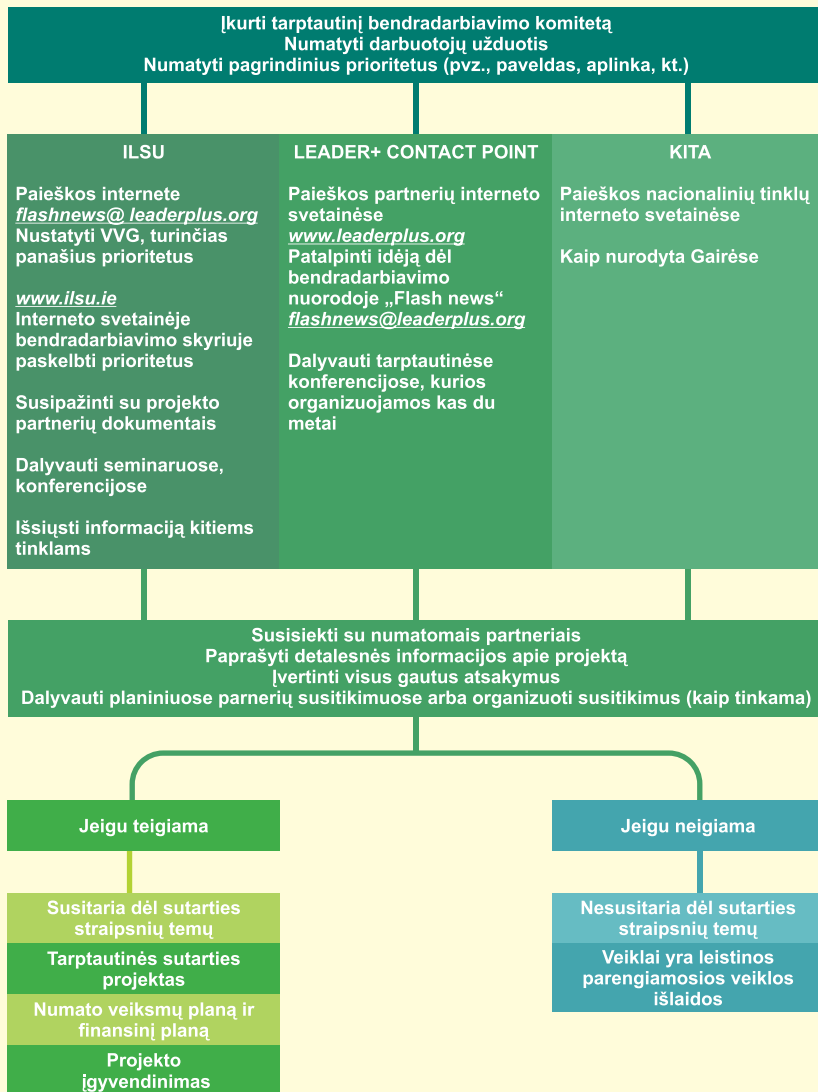 Įkurti tarptautinį bendradarbiavimo komitetą
Numatyti darbuotojų užduotis
Numatyti pagrindinius prioritetus (pvz., paveldas, aplinka, kt.)
ILSU
Paieškos internete
flashnews@ leaderplus.org
Nustatyti VVG, turinčias
panašius prioritetus
www.ilsu.ie
Interneto svetainėje
bendradarbiavimo skyriuje
paskelbti prioritetus
Susipažinti su projekto
partnerių dokumentais
Dalyvauti seminaruose,
konferencijose
Išsiųsti informaciją kitiems
tinklams
LEADER+ CONTACT POINT
Paieškos partnerių interneto
svetainėse
www.leaderplus.org
Patalpinti idėją dėl
bendradarbiavimo
nuorodoje „Flash news“
flashnews@leaderplus.org
Dalyvauti tarptautinėse
konferencijose, kurios
organizuojamos kas du
metai
KITA
Paieškos nacionalinių tinklų
interneto svetainėse
Kaip nurodyta Gairėse
Susisiekti su numatomais partneriais
Paprašyti detalesnės informacijos apie projektą
Įvertinti visus gautus atsakymus
Dalyvauti planiniuose parnerių susitikimuose arba organizuoti susitikimus (kaip tinkama)
Jeigu teigiama
Susitaria dėl sutarties
straipsnių temų
Tarptautinės sutarties
projektas
Numato veiksmų planą ir
finansinį planą
Projekto
įgyvendinimas
Jeigu neigiama
Nesusitaria dėl sutarties
straipsnių temų
Veiklai yra leistinos
parengiamosios veiklos
išlaidos